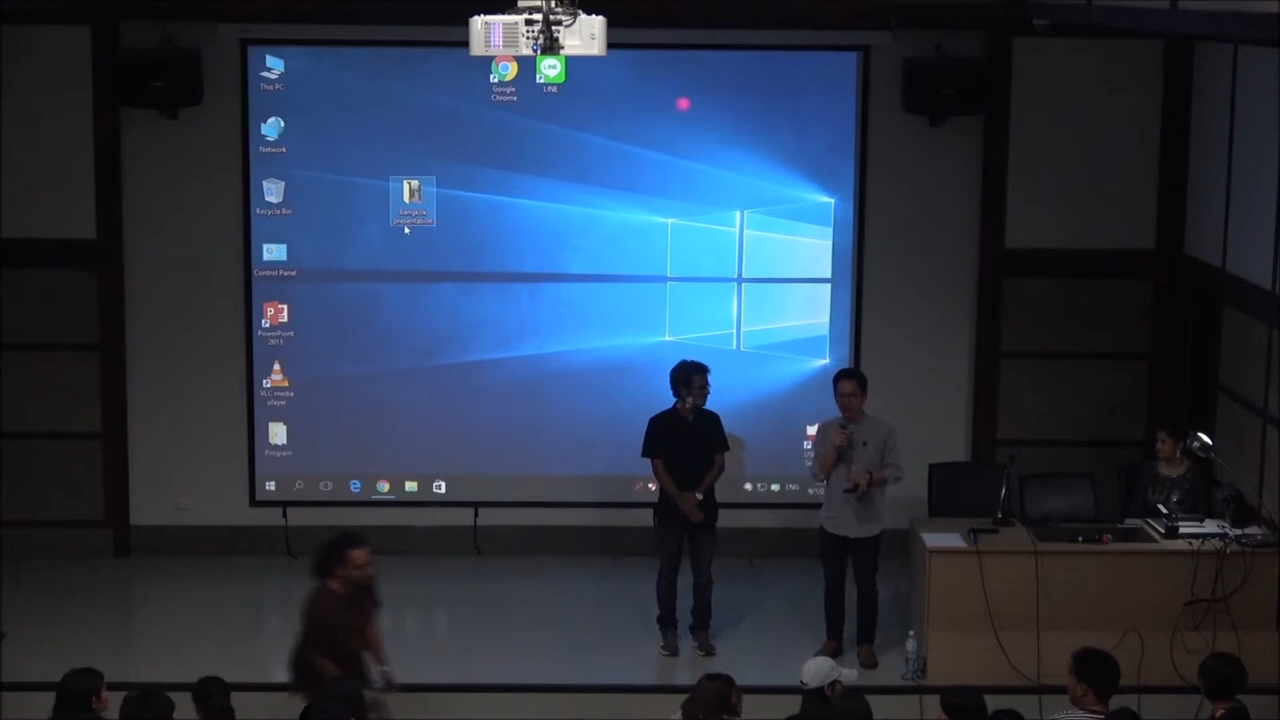 This PC
Network
Recycle Bin
Control Panel
PowerPoint
2013
VLC media
player
Program
Bangkok
presentation
Google
Chrome
LINE
LINE
ENG